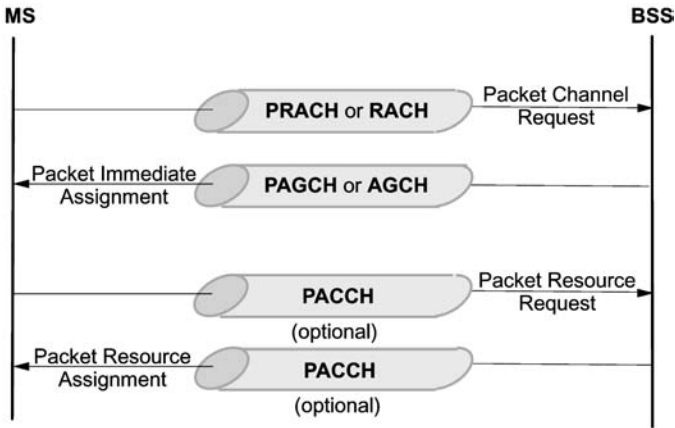 MS
BSS
PRACH or RACH
Packet Channel
Request
Packet Immediate
Assignment
PAGCH or AGCH
PACCH
(optional)
Packet Resource
Request
Packet Resource
Assignment
PACCH
(optional)